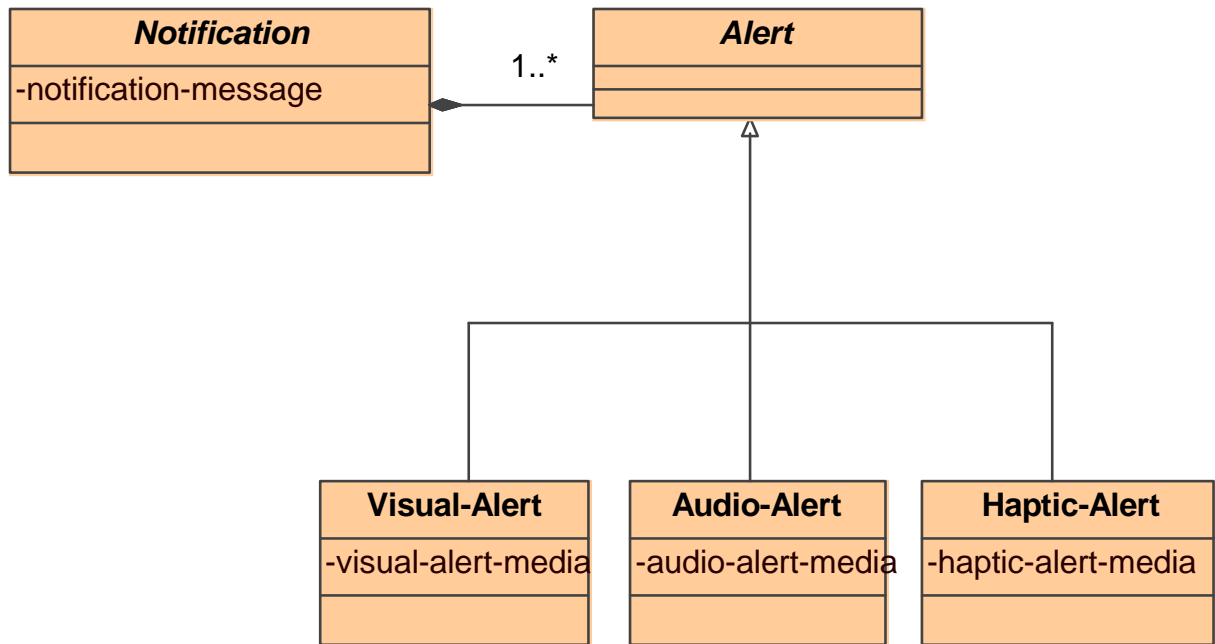 Notification
Alert
-notification-message
1..*
Visual-Alert
Audio-Alert
Haptic-Alert
-visual-alert-media
-audio-alert-media
-haptic-alert-media